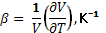 β = 1/V (∂V/∂T), K⁻¹